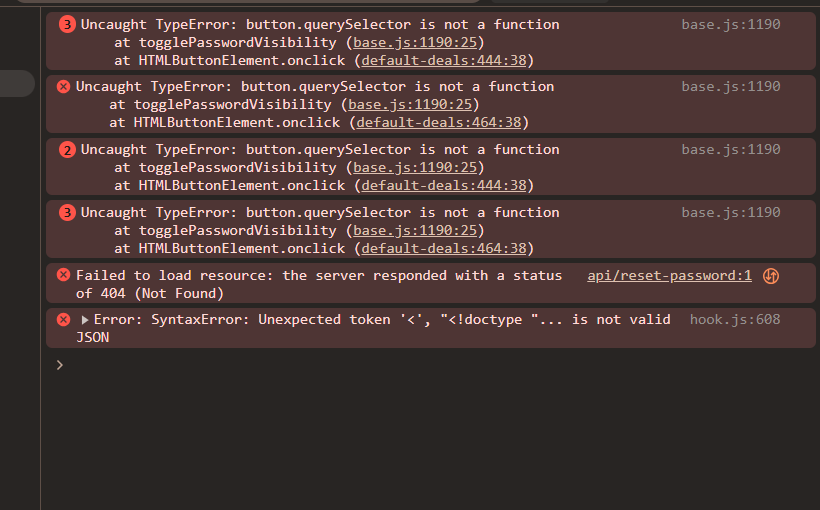 3 Uncaught TypeError: button.querySelector is not a function base.js:1190
at togglePasswordVisibility (base.js:1190:25)
at HTMLButtonElement.onclick (default-deals:444:38)
Uncaught TypeError: button.querySelector is not a function base.js:1190
at togglePasswordVisibility (base.js:1190:25)
at HTMLButtonElement.onclick (default-deals:464:38)
2 Uncaught TypeError: button.querySelector is not a function base.js:1190
at togglePasswordVisibility (base.js:1190:25)
at HTMLButtonElement.onclick (default-deals:444:38)
3 Uncaught TypeError: button.querySelector is not a function base.js:1190
at togglePasswordVisibility (base.js:1190:25)
at HTMLButtonElement.onclick (default-deals:464:38)
Failed to load resource: the server responded with a status api/reset-password:1
of 404 (Not Found)
Error: SyntaxError: Unexpected token '<', "<!doctype "... is not valid hook.js:608
JSON